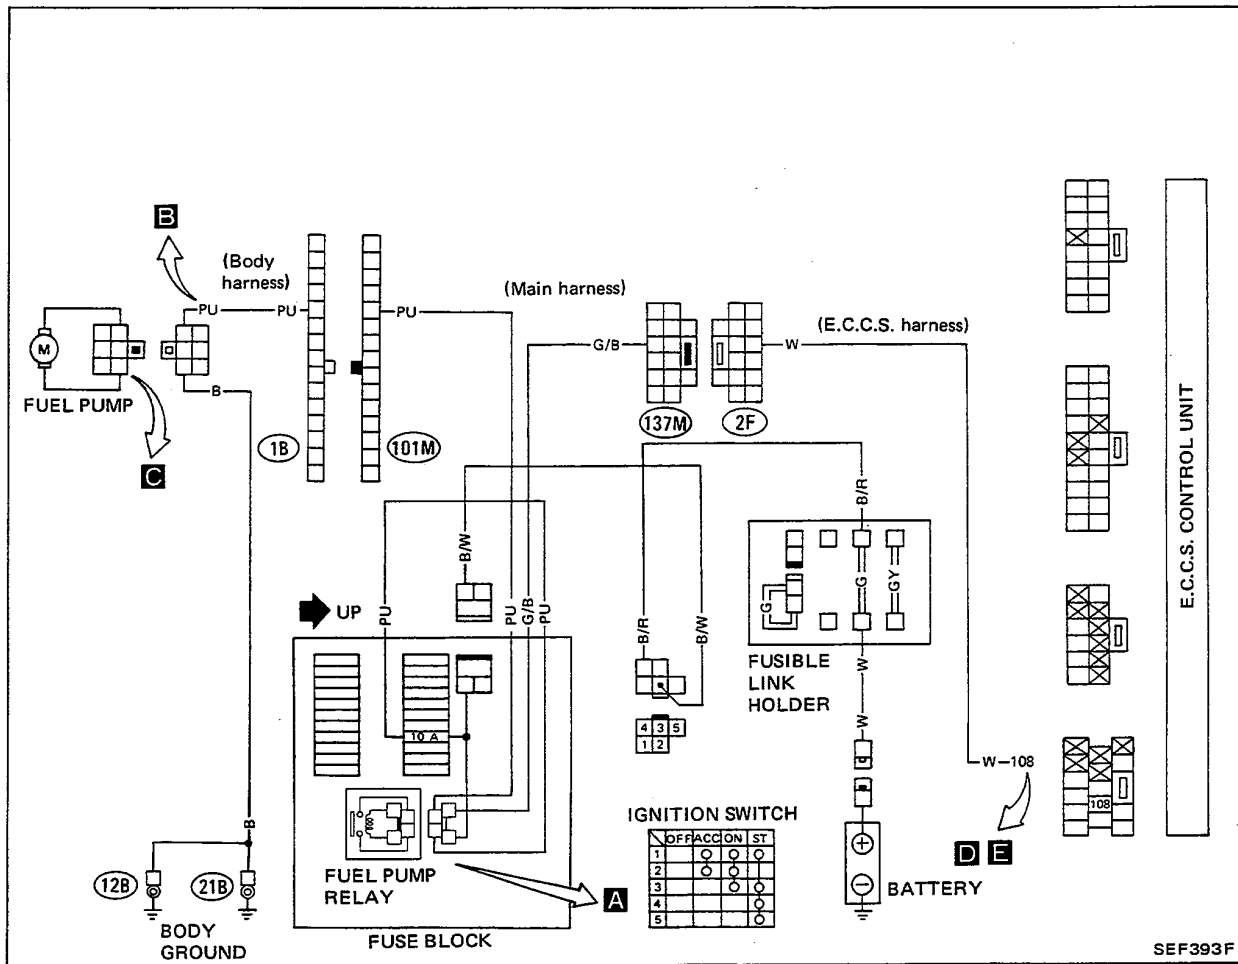 B
(Body
harness)
PU
PU
PU
(Main harness)
G/B
(E.C.C.S. harness)
W
M
FUEL PUMP
B
C
1B
101M
137M
2F
B/R
B/W
PU
PU
G/B
PU
B/R
B/W
UP
G
G
GY
FUSIBLE
LINK
HOLDER
W
W
10 A
4 3 5
1 2
W-108
108
E.C.C.S. CONTROL UNIT
B
12B
21B
BODY
GROUND
FUEL PUMP
RELAY
FUSE BLOCK
A
IGNITION SWITCH
OFF ACC ON ST
1
2
3
4
5
BATTERY
D E
SEF393F